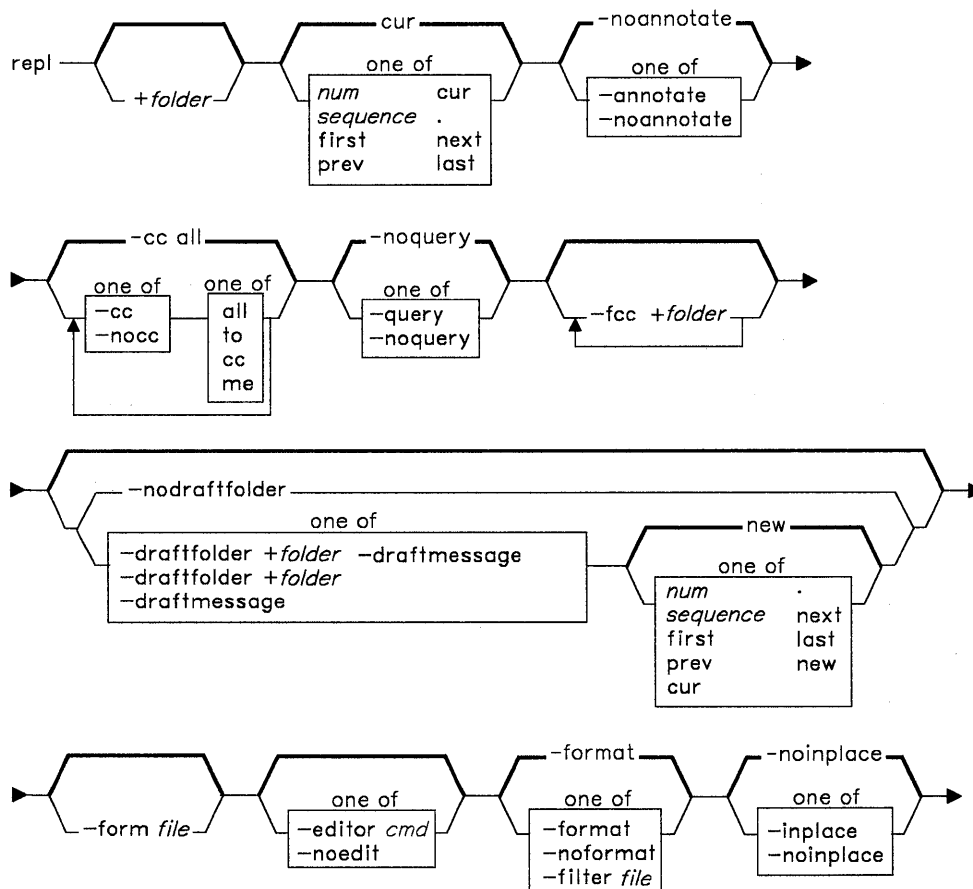 cur
-noannotate
repl
one of
one of
+folder
num cur
sequence .
first next
prev last
-annotate
-noannotate
-cc all
-noquery
one of one of
one of
-cc
-nocc
all
to
cc
me
-query
-noquery
-fcc +folder
-nodraftfolder
one of
new
-draftfolder +folder -draftmessage
-draftfolder +folder
-draftmessage
one of
num .
sequence next
first last
prev new
cur
-format
-noinplace
one of
one of
one of
-form file
-editor cmd
-noedit
-format
-noformat
-filter file
-inplace
-noinplace